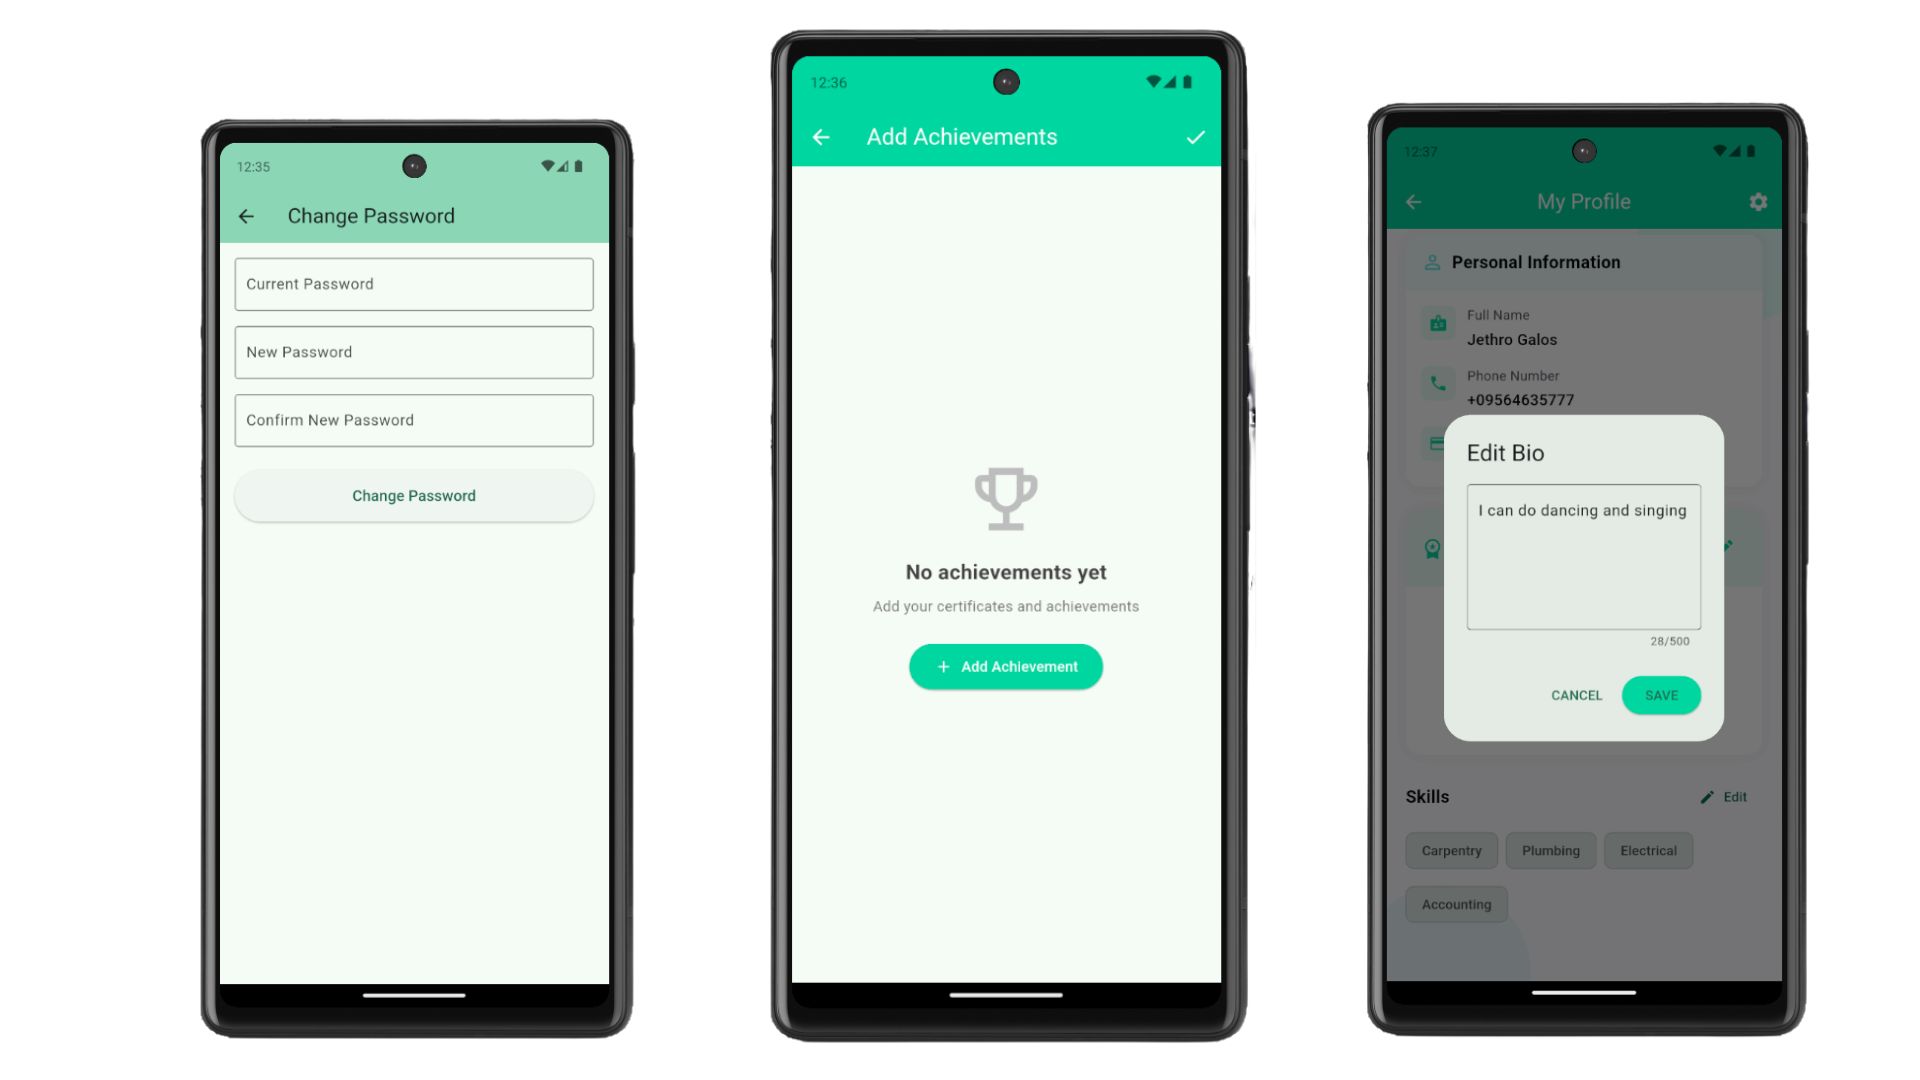 12:35
Change Password
Current Password
New Password
Confirm New Password
Change Password
12:36
Add Achievements
No achievements yet
Add your certificates and achievements
+ Add Achievement
12:37
My Profile
Personal Information
Full Name
Jethro Galos
Phone Number
+09564635777
Edit Bio
I can do dancing and singing
28/500
CANCEL SAVE
Skills Edit
Carpentry Plumbing Electrical
Accounting